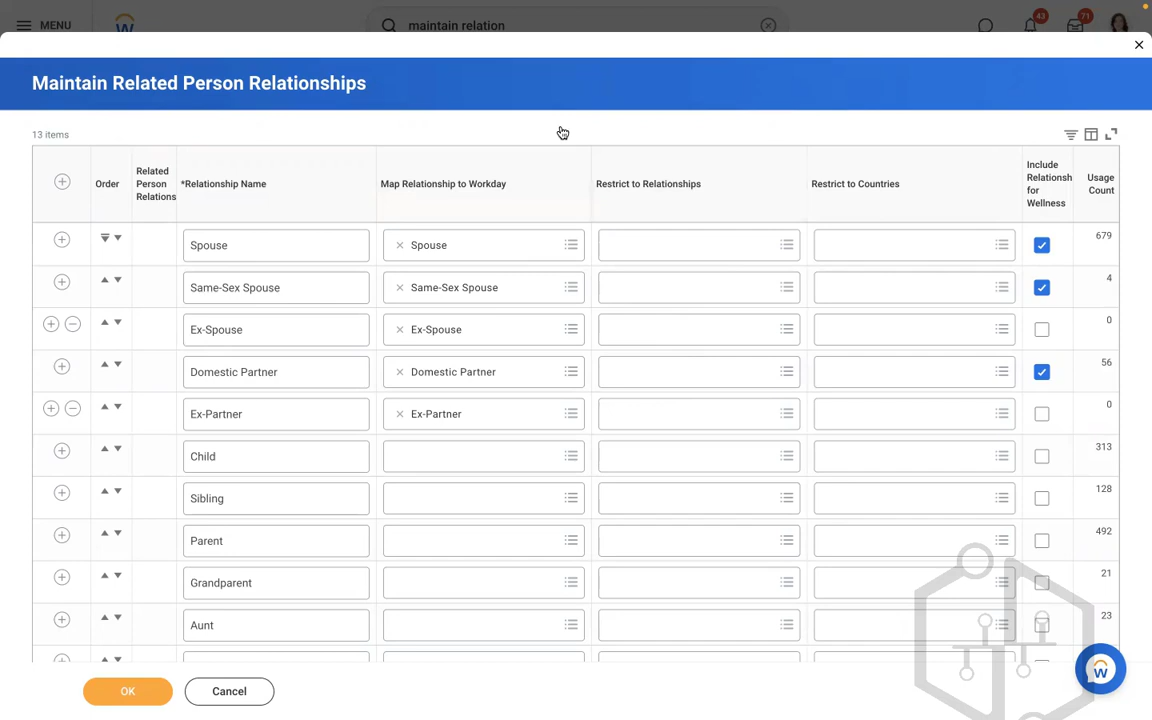 MENU
maintain relation
43
71
Maintain Related Person Relationships
13 items
Order
Related Person Relations
*Relationship Name
Map Relationship to Workday
Restrict to Relationships
Restrict to Countries
Include Relationsh for Wellness
Usage Count
Spouse
Spouse
679
Same-Sex Spouse
Same-Sex Spouse
4
Ex-Spouse
Ex-Spouse
0
Domestic Partner
Domestic Partner
56
Ex-Partner
Ex-Partner
0
Child
313
Sibling
128
Parent
492
Grandparent
21
Aunt
23
OK
Cancel